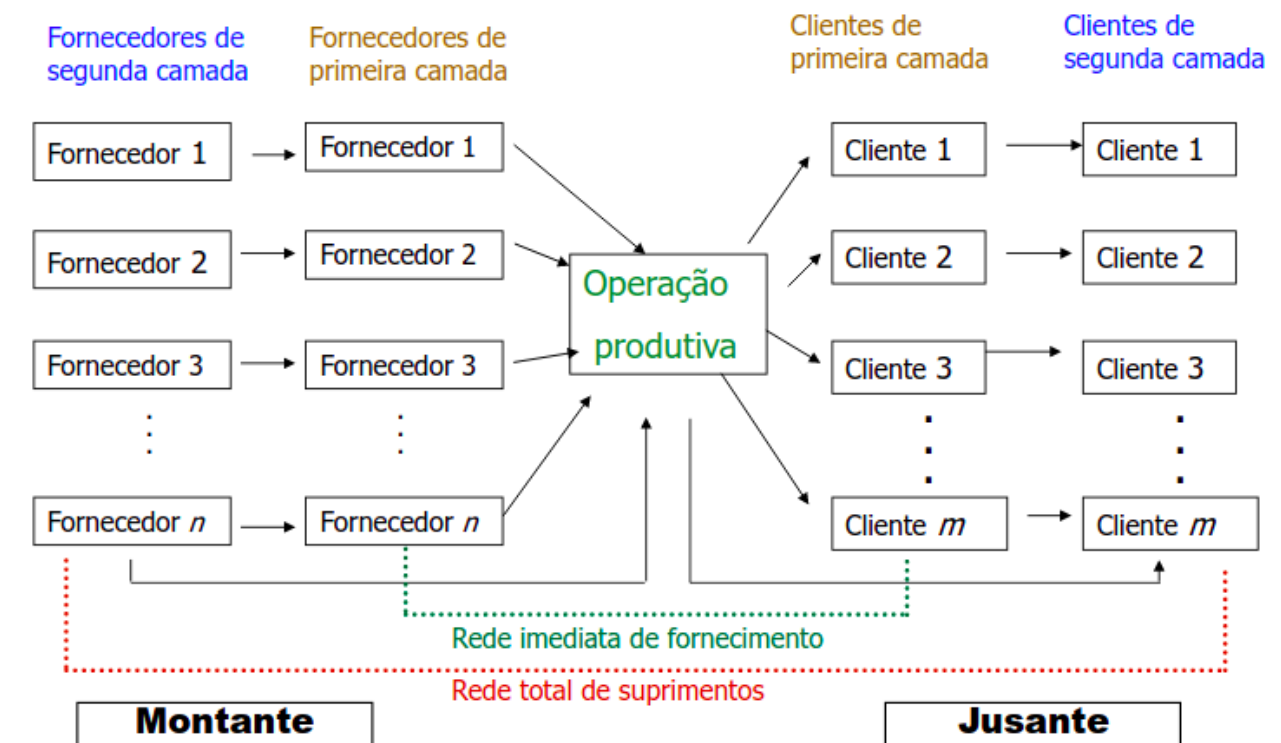 Fornecedores de
segunda camada
Fornecedores de
primeira camada
Clientes de
primeira camada
Clientes de
segunda camada
Fornecedor 1
Fornecedor 1
Cliente 1
Cliente 1
Fornecedor 2
Fornecedor 2
Cliente 2
Cliente 2
Operação
produtiva
Fornecedor 3
Fornecedor 3
Cliente 3
Cliente 3
Fornecedor n
Fornecedor n
Cliente m
Cliente m
Rede imediata de fornecimento
Rede total de suprimentos
Montante
Jusante